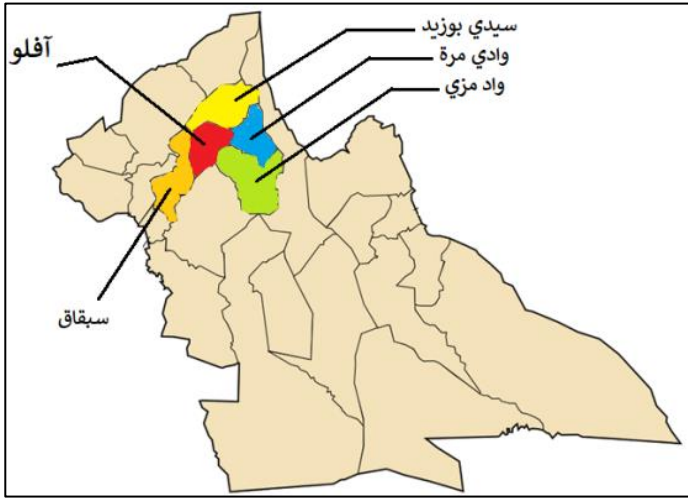 سيدي بوزيد
وادي مرة
واد مزي
آفلو
سبقاق